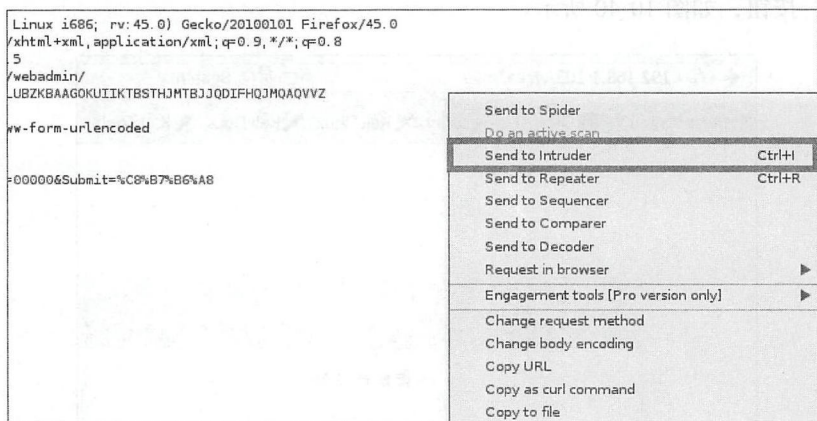 Linux i686; rv:45.0) Gecko/20100101 Firefox/45.0
/xhtml+xml,application/xml;q=0.9,*/*;q=0.8
.5
/webadmin/
LUBZKBAAGOKUIIKTBSTHJMTBJJQDIFHQJMQAQVVZ
ww-form-urlencoded
=00000&Submit=%C8%B7%B6%A8
Send to Spider
Do an active scan
Send to Intruder Ctrl+I
Send to Repeater Ctrl+R
Send to Sequencer
Send to Comparer
Send to Decoder
Request in browser
Engagement tools [Pro version only]
Change request method
Change body encoding
Copy URL
Copy as curl command
Copy to file